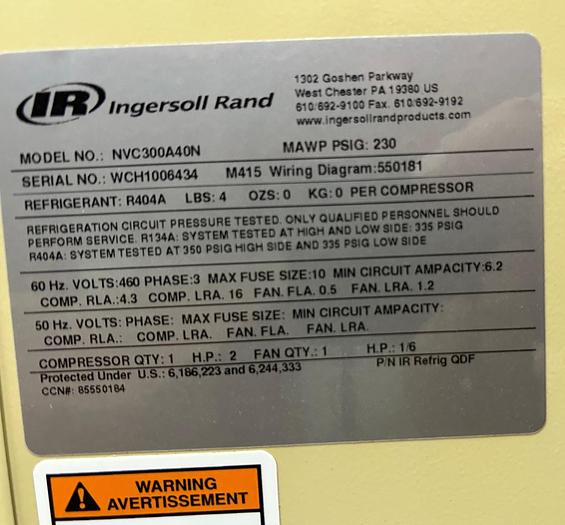 IR Ingersoll Rand
1302 Goshen Parkway
West Chester PA 19380 US
610/692-9100 Fax. 610/692-9192
www.ingersollrandproducts.com
MODEL NO.: NVC300A40N MAWP PSIG: 230
SERIAL NO.: WCH1006434 M415 Wiring Diagram:550181
REFRIGERANT: R404A LBS: 4 OZS: 0 KG: 0 PER COMPRESSOR
REFRIGERATION CIRCUIT PRESSURE TESTED. ONLY QUALIFIED PERSONNEL SHOULD
PERFORM SERVICE. R134A: SYSTEM TESTED AT HIGH AND LOW SIDE: 335 PSIG
R404A: SYSTEM TESTED AT 350 PSIG HIGH SIDE AND 335 PSIG LOW SIDE
60 Hz. VOLTS:460 PHASE:3 MAX FUSE SIZE:10 MIN CIRCUIT AMPACITY:6.2
COMP. RLA.:4.3 COMP. LRA. 16 FAN. FLA. 0.5 FAN. LRA. 1.2
50 Hz. VOLTS: PHASE: MAX FUSE SIZE: MIN CIRCUIT AMPACITY:
COMP. RLA.: COMP. LRA. FAN. FLA. FAN. LRA.
COMPRESSOR QTY: 1 H.P.: 2 FAN QTY.: 1 H.P.: 1/6
Protected Under U.S.: 6,186,223 and 6,244,333 P/N IR Refrig QDF
CCN#: 85550184
WARNING
AVERTISSEMENT